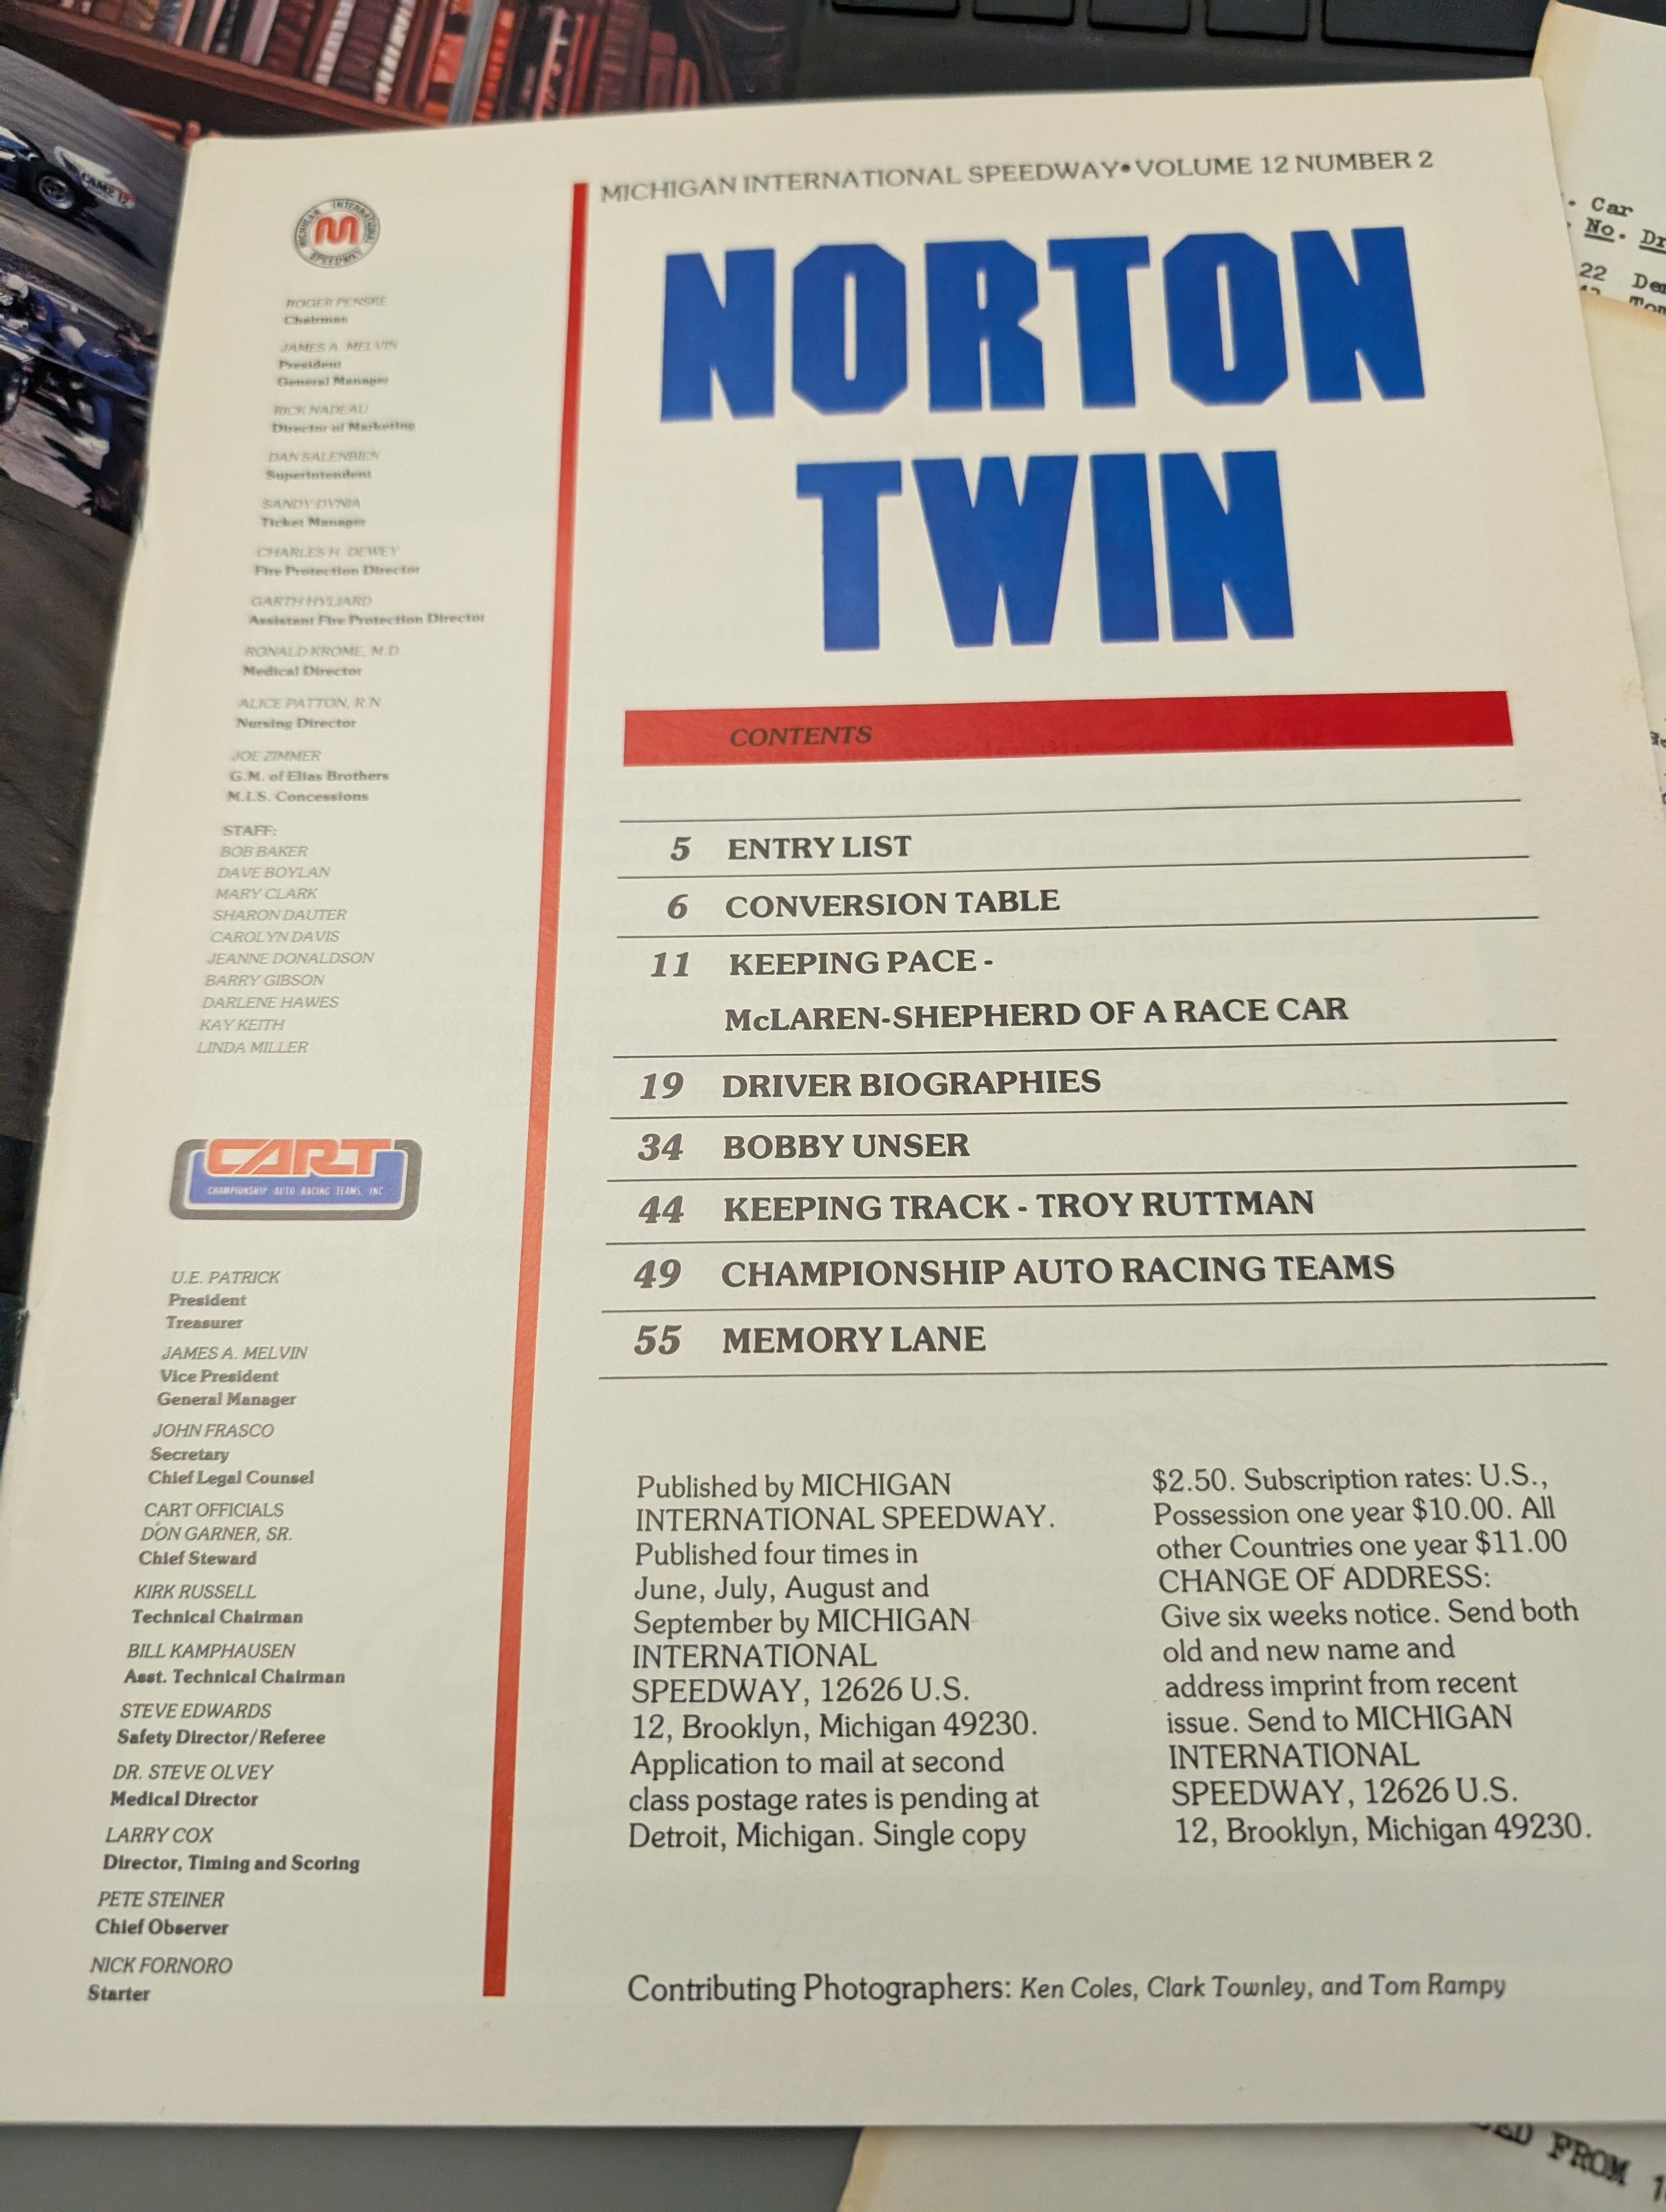 MICHIGAN INTERNATIONAL SPEEDWAY
M
ROGER PENSKE
Chairman
JAMES A. MELVIN
President
General Manager
RICK NADEAU
Director of Marketing
DAN SALENBIEN
Superintendent
SANDY DYNIA
Ticket Manager
CHARLES H. DEWEY
Fire Protection Director
GARTH HYLIARD
Assistant Fire Protection Director
RONALD KROME, M.D.
Medical Director
ALICE PATTON, R.N.
Nursing Director
JOE ZIMMER
G.M. of Elias Brothers
M.I.S. Concessions
STAFF:
BOB BAKER
DAVE BOYLAN
MARY CLARK
SHARON DAUTER
CAROLYN DAVIS
JEANNE DONALDSON
BARRY GIBSON
DARLENE HAWES
KAY KEITH
LINDA MILLER
CART
CHAMPIONSHIP AUTO RACING TEAMS, INC
U.E. PATRICK
President
Treasurer
JAMES A. MELVIN
Vice President
General Manager
JOHN FRASCO
Secretary
Chief Legal Counsel
CART OFFICIALS
DON GARNER, SR.
Chief Steward
KIRK RUSSELL
Technical Chairman
BILL KAMPHAUSEN
Asst. Technical Chairman
STEVE EDWARDS
Safety Director/Referee
DR. STEVE OLVEY
Medical Director
LARRY COX
Director, Timing and Scoring
PETE STEINER
Chief Observer
NICK FORNORO
Starter
MICHIGAN INTERNATIONAL SPEEDWAY•VOLUME 12 NUMBER 2
NORTON
TWIN
CONTENTS
5 ENTRY LIST
6 CONVERSION TABLE
11 KEEPING PACE -
McLAREN-SHEPHERD OF A RACE CAR
19 DRIVER BIOGRAPHIES
34 BOBBY UNSER
44 KEEPING TRACK - TROY RUTTMAN
49 CHAMPIONSHIP AUTO RACING TEAMS
55 MEMORY LANE
Published by MICHIGAN
INTERNATIONAL SPEEDWAY.
Published four times in
June, July, August and
September by MICHIGAN
INTERNATIONAL
SPEEDWAY, 12626 U.S.
12, Brooklyn, Michigan 49230.
Application to mail at second
class postage rates is pending at
Detroit, Michigan. Single copy
$2.50. Subscription rates: U.S.,
Possession one year $10.00. All
other Countries one year $11.00
CHANGE OF ADDRESS:
Give six weeks notice. Send both
old and new name and
address imprint from recent
issue. Send to MICHIGAN
INTERNATIONAL
SPEEDWAY, 12626 U.S.
12, Brooklyn, Michigan 49230.
Contributing Photographers: Ken Coles, Clark Townley, and Tom Rampy
Car
No.
22
FROM